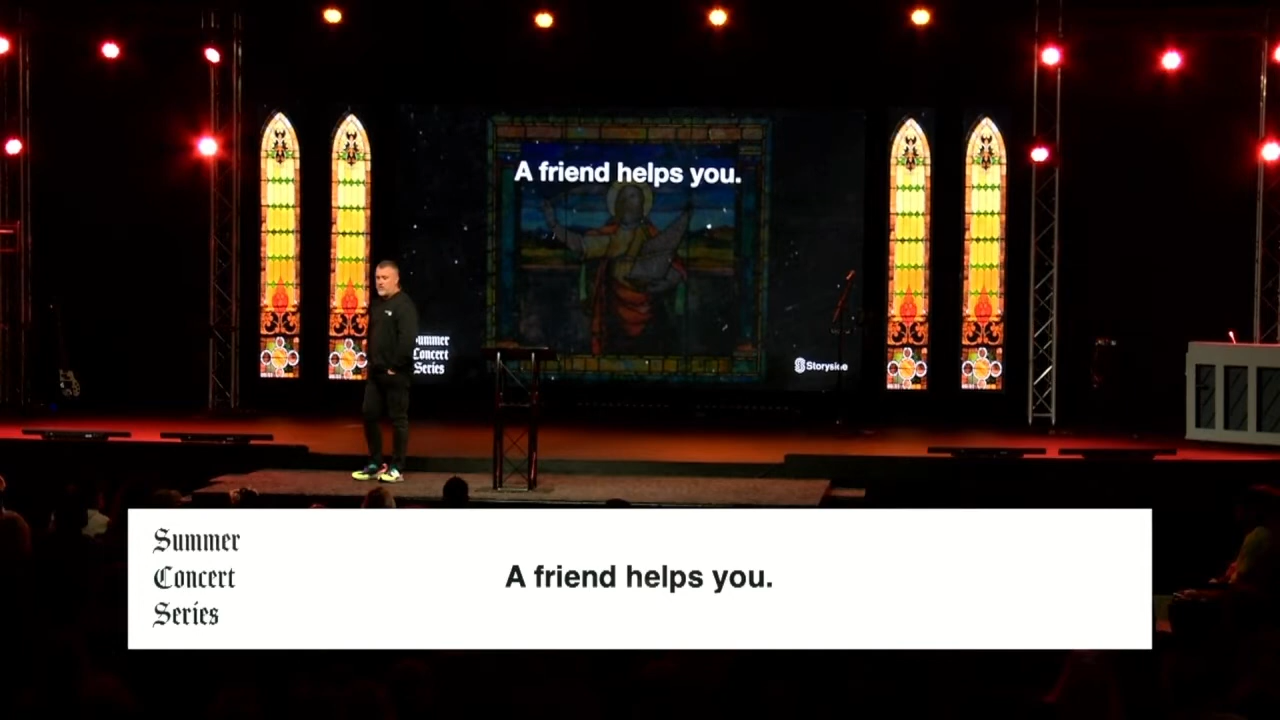 A friend helps you.
Summer
Concert
Series
Storyside
Summer
Concert
Series
A friend helps you.